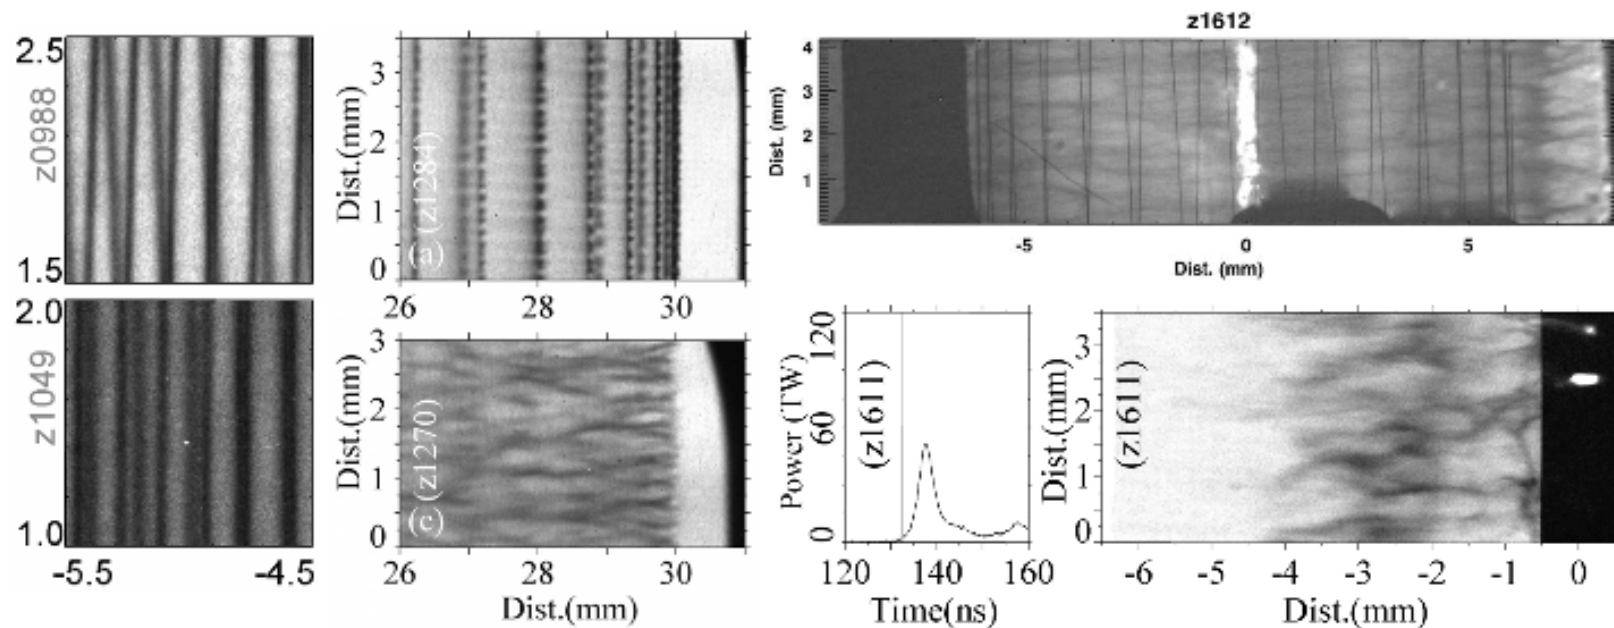 2.5
z0988
1.5
2.0
z1049
1.0
-5.5 -4.5
3
2
1
0
Dist.(mm)
(a) (z1284)
26 28 30
3
2
1
0
Dist.(mm)
(c) (z1270)
26 28 30
Dist.(mm)
z1612
4
3
2
1
Dist. (mm)
-5 0 5
Dist. (mm)
120
60
0
Power (TW)
(z1611)
120 140 160
Time(ns)
3
2
1
0
Dist.(mm)
(z1611)
-6 -5 -4 -3 -2 -1 0
Dist.(mm)